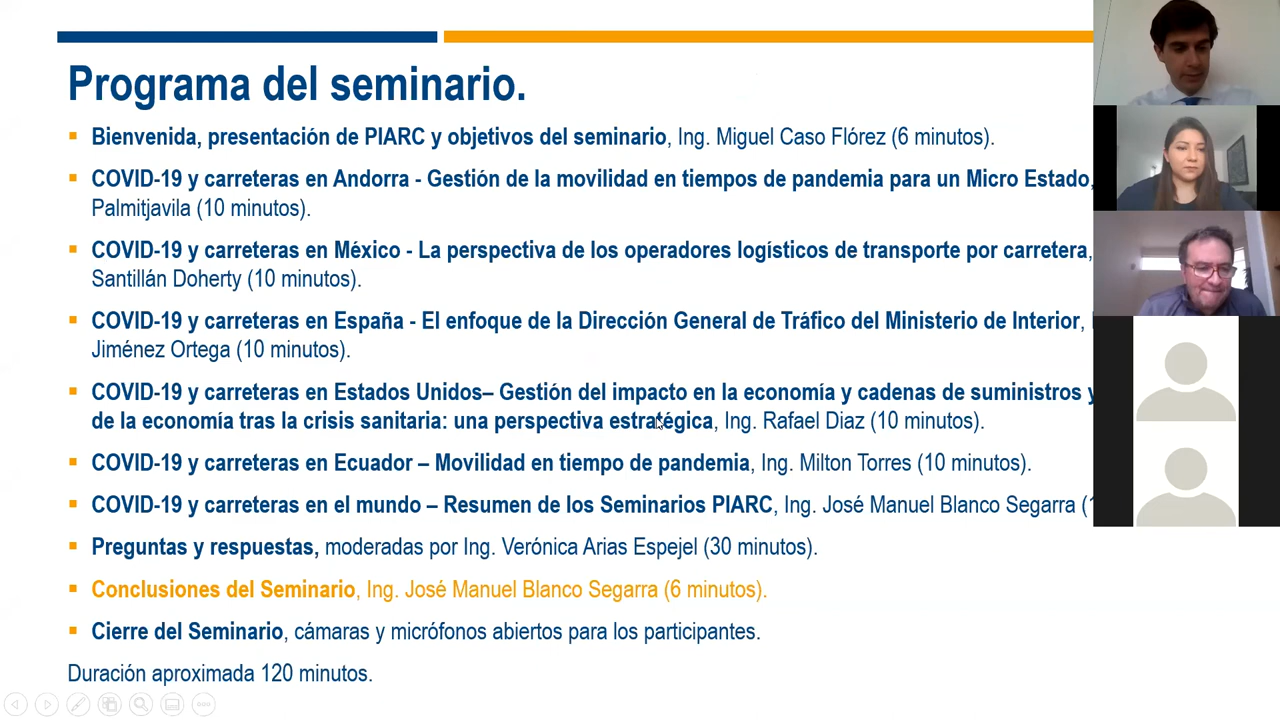 Programa del seminario.
▪ Bienvenida, presentación de PIARC y objetivos del seminario, Ing. Miguel Caso Flórez (6 minutos).
▪ COVID-19 y carreteras en Andorra - Gestión de la movilidad en tiempos de pandemia para un Micro Estado,
Palmitjavila (10 minutos).
▪ COVID-19 y carreteras en México - La perspectiva de los operadores logísticos de transporte por carretera,
Santillán Doherty (10 minutos).
▪ COVID-19 y carreteras en España - El enfoque de la Dirección General de Tráfico del Ministerio de Interior,
Jiménez Ortega (10 minutos).
▪ COVID-19 y carreteras en Estados Unidos– Gestión del impacto en la economía y cadenas de suministros y
de la economía tras la crisis sanitaria: una perspectiva estratégica, Ing. Rafael Diaz (10 minutos).
▪ COVID-19 y carreteras en Ecuador – Movilidad en tiempo de pandemia, Ing. Milton Torres (10 minutos).
▪ COVID-19 y carreteras en el mundo – Resumen de los Seminarios PIARC, Ing. José Manuel Blanco Segarra (
▪ Preguntas y respuestas, moderadas por Ing. Verónica Arias Espejel (30 minutos).
▪ Conclusiones del Seminario, Ing. José Manuel Blanco Segarra (6 minutos).
▪ Cierre del Seminario, cámaras y micrófonos abiertos para los participantes.
Duración aproximada 120 minutos.